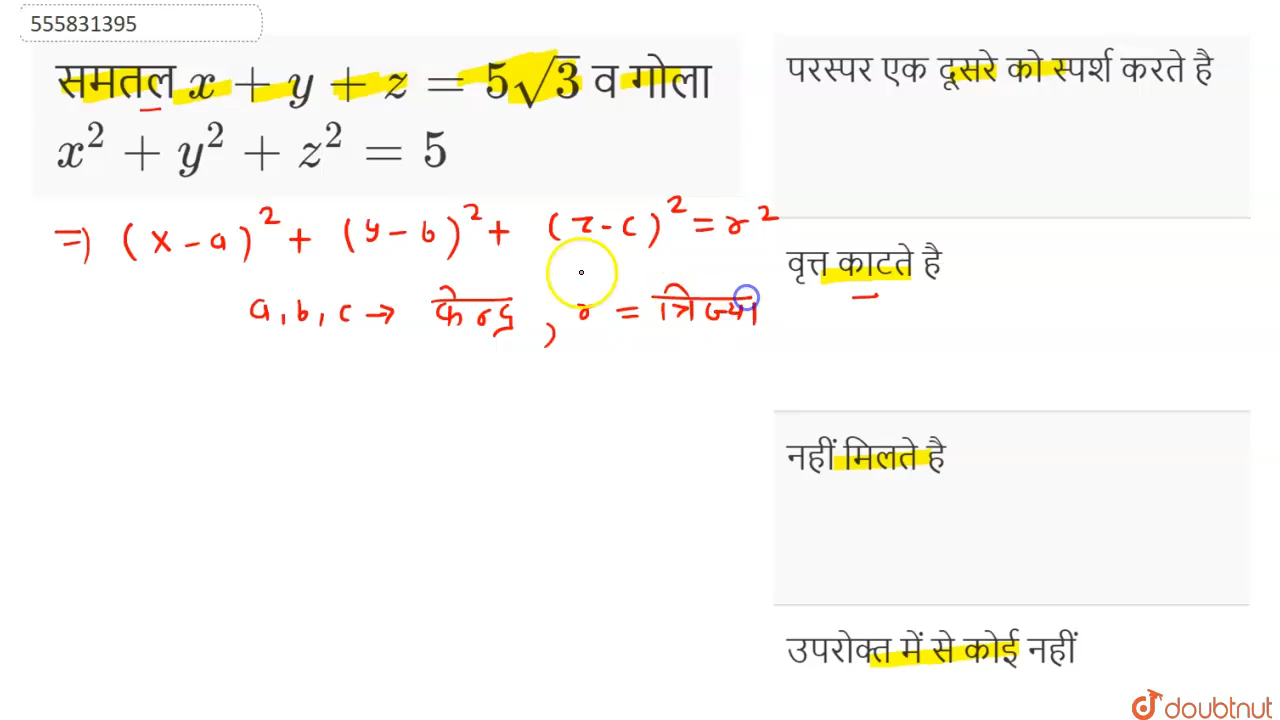 555831395
समतल x + y + z = 5√3 व गोला
x² + y² + z² = 5
=) (x - a)² + (y - b)² + (z - c)² = r²
a, b, c → केन्द्र , r = त्रिज्या
परस्पर एक दूसरे को स्पर्श करते है
वृत्त काटते है
नहीं मिलते है
उपरोक्त में से कोई नहीं
doubtnut